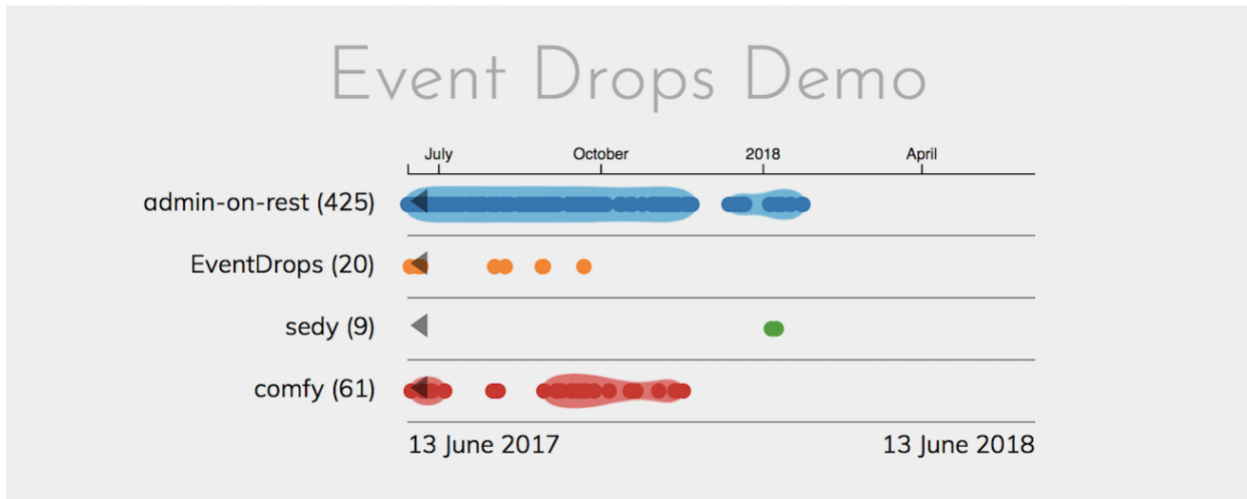 Event Drops Demo
July October 2018 April
admin-on-rest (425)
EventDrops (20)
sedy (9)
comfy (61)
13 June 2017 13 June 2018